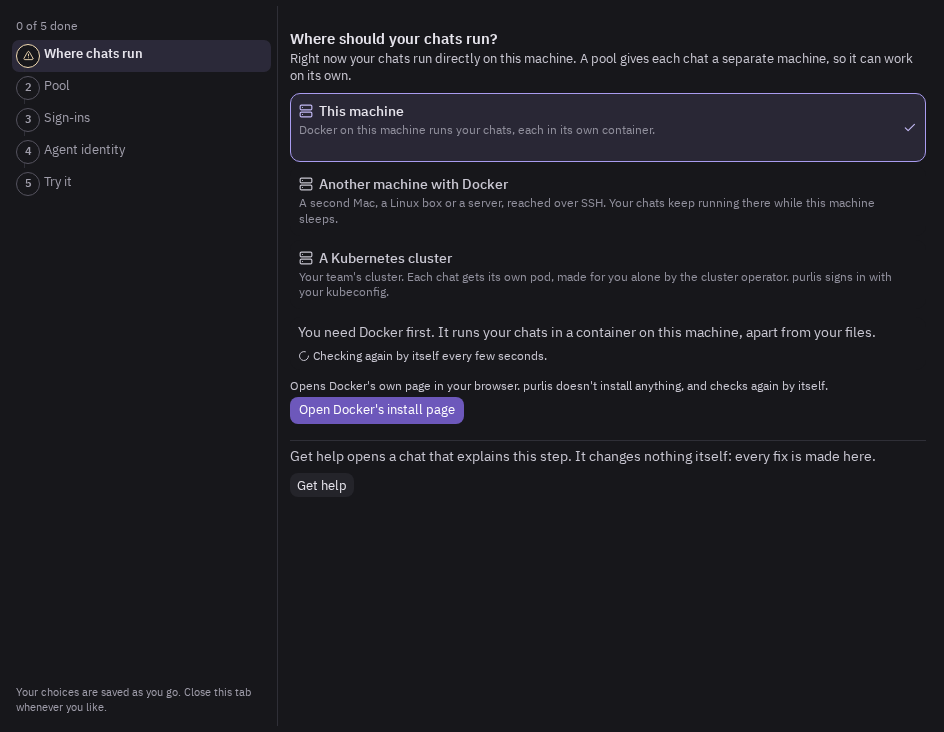 0 of 5 done
Where chats run
2 Pool
3 Sign-ins
4 Agent identity
5 Try it
Your choices are saved as you go. Close this tab
whenever you like.
Where should your chats run?
Right now your chats run directly on this machine. A pool gives each chat a separate machine, so it can work
on its own.
This machine
Docker on this machine runs your chats, each in its own container.
Another machine with Docker
A second Mac, a Linux box or a server, reached over SSH. Your chats keep running there while this machine
sleeps.
A Kubernetes cluster
Your team's cluster. Each chat gets its own pod, made for you alone by the cluster operator. purlis signs in with
your kubeconfig.
You need Docker first. It runs your chats in a container on this machine, apart from your files.
Checking again by itself every few seconds.
Opens Docker's own page in your browser. purlis doesn't install anything, and checks again by itself.
Open Docker's install page
Get help opens a chat that explains this step. It changes nothing itself: every fix is made here.
Get help